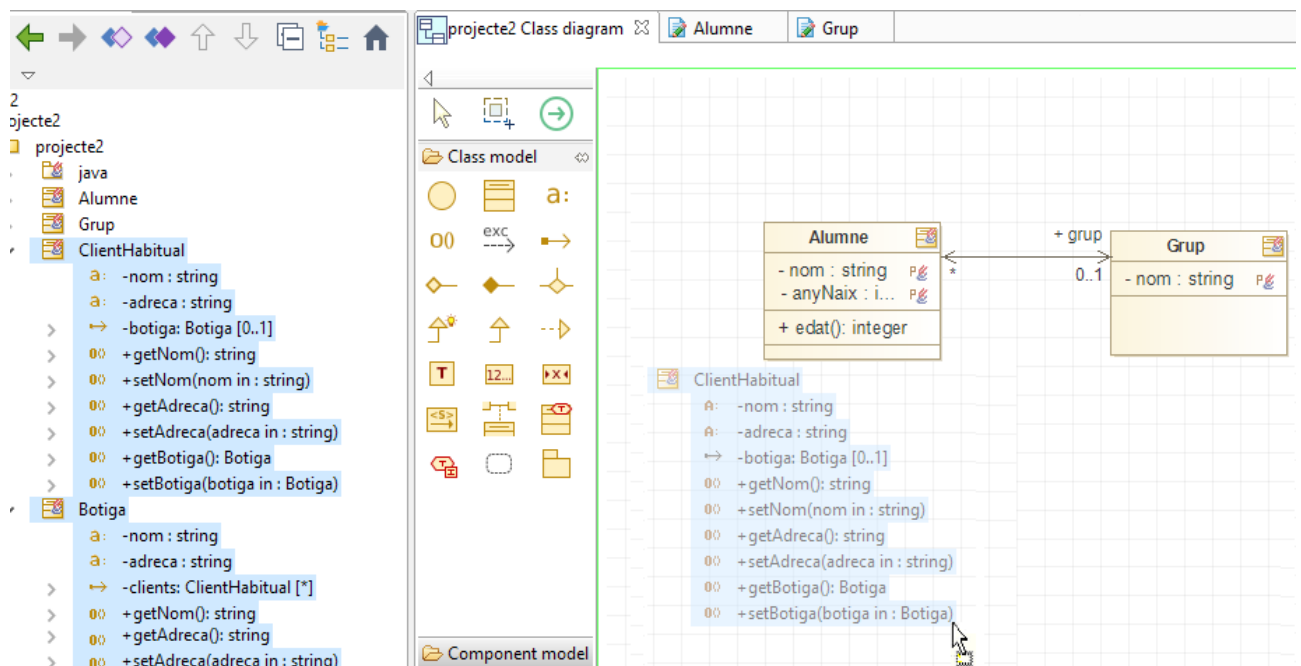 projecte2 Class diagram
Alumne
Grup
2
ojecte2
projecte2
java
Alumne
Grup
ClientHabitual
a: -nom : string
a: -adreca : string
-botiga: Botiga [0..1]
+getNom(): string
+setNom(nom in : string)
+getAdreca(): string
+setAdreca(adreca in : string)
+getBotiga(): Botiga
+setBotiga(botiga in : Botiga)
Botiga
a: -nom : string
a: -adreca : string
-clients: ClientHabitual [*]
+getNom(): string
+getAdreca(): string
+setAdreca(adreca in : string)
Class model
a:
O()
exc
T
12...
<S>
T
T
Component model
Alumne
- nom : string
- anyNaix : i...
+ edat(): integer
+ grup
*
0..1
Grup
- nom : string
ClientHabitual
A: -nom : string
A: -adreca : string
-botiga: Botiga [0..1]
+getNom(): string
+setNom(nom in : string)
+getAdreca(): string
+setAdreca(adreca in : string)
+getBotiga(): Botiga
+setBotiga(botiga in : Botiga)